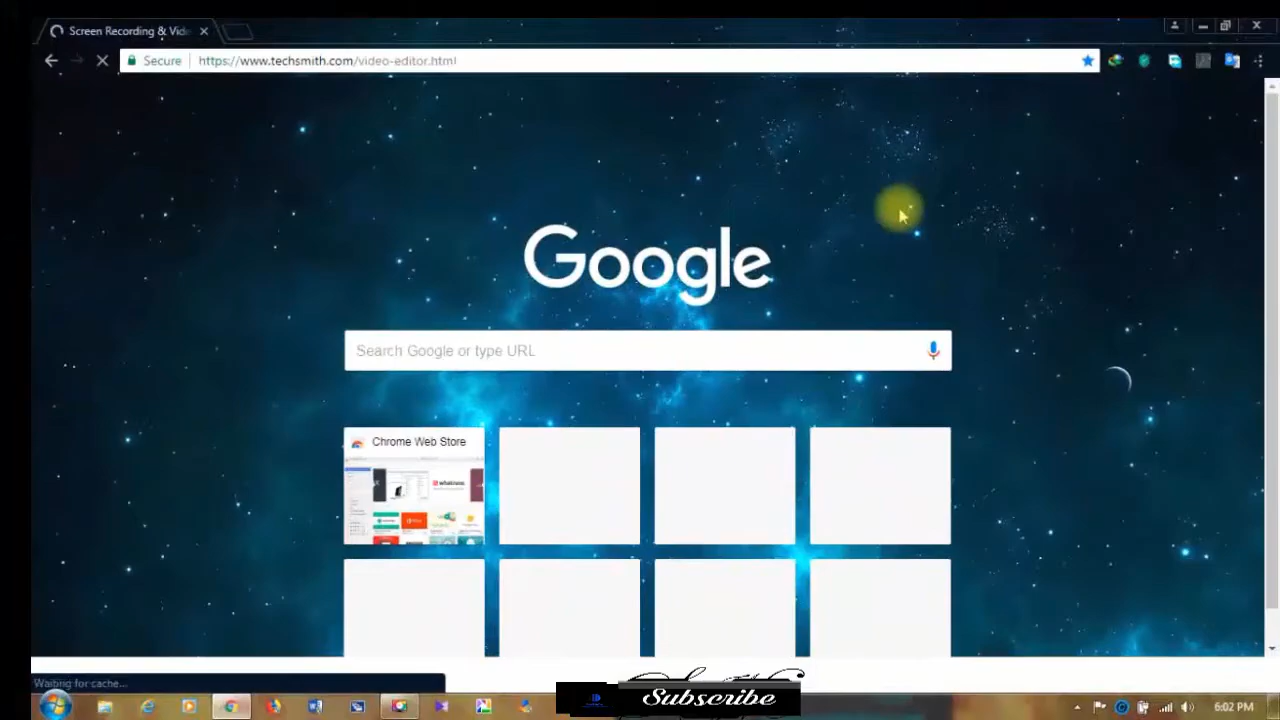 Screen Recording & Vide
Secure
https://www.techsmith.com/video-editor.html
Google
Search Google or type URL
Chrome Web Store
Waiting for cache...
Subscribe
6:02 PM